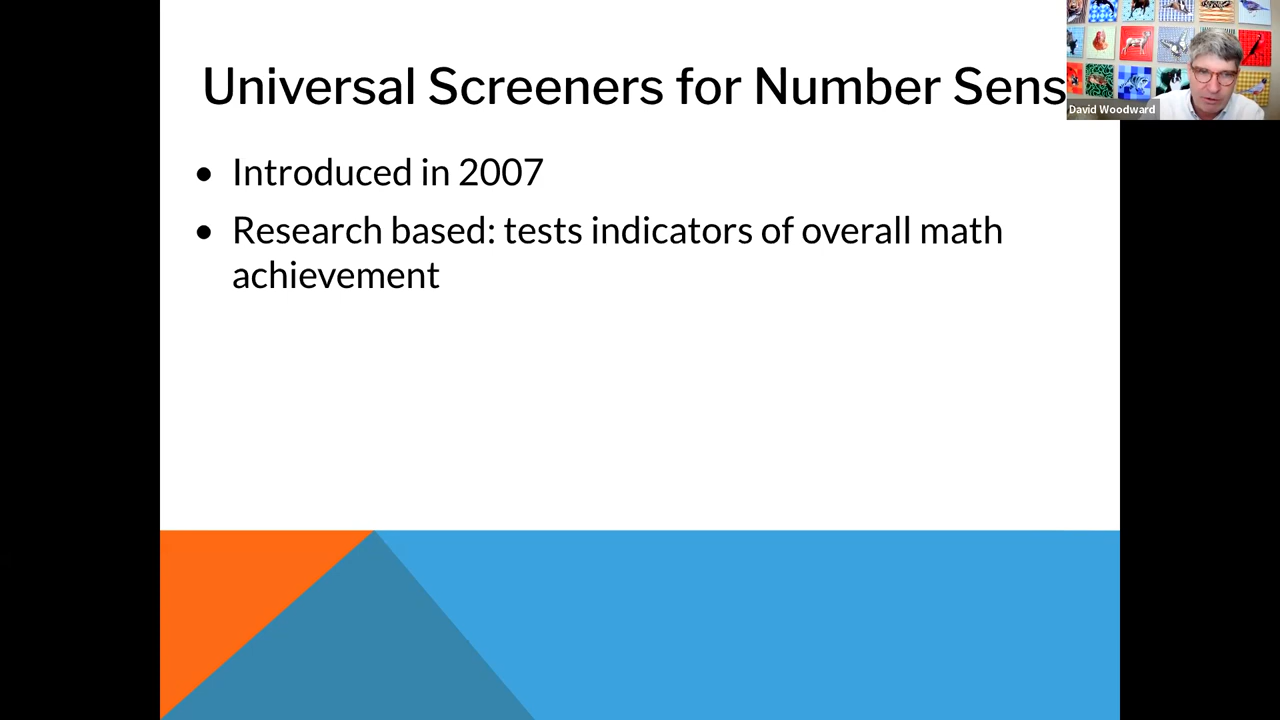 Universal Screeners for Number Sens
David Woodward
• Introduced in 2007
• Research based: tests indicators of overall math
achievement